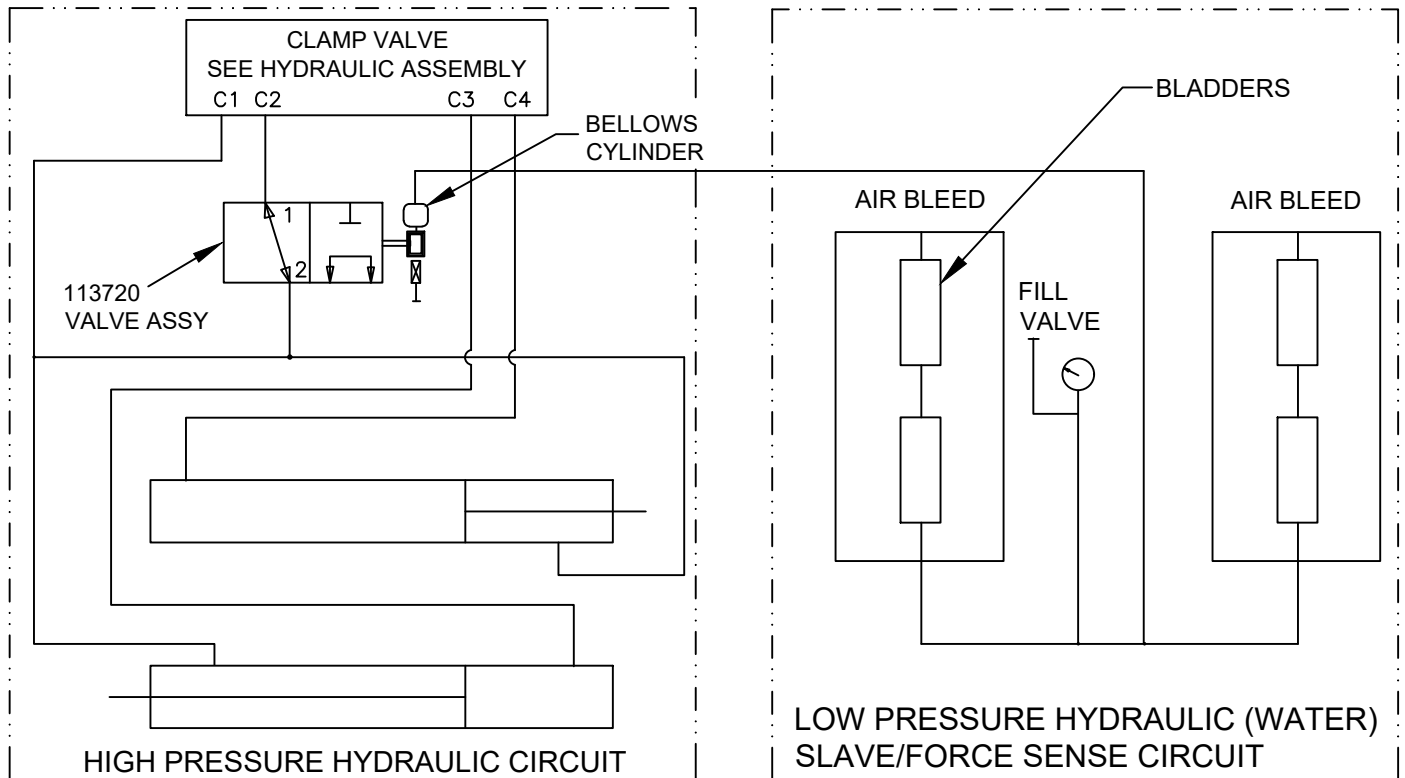 CLAMP VALVE
SEE HYDRAULIC ASSEMBLY
C1 C2 C3 C4
BELLOWS
CYLINDER
1
2
113720
VALVE ASSY
HIGH PRESSURE HYDRAULIC CIRCUIT
BLADDERS
AIR BLEED
AIR BLEED
FILL
VALVE
LOW PRESSURE HYDRAULIC (WATER)
SLAVE/FORCE SENSE CIRCUIT